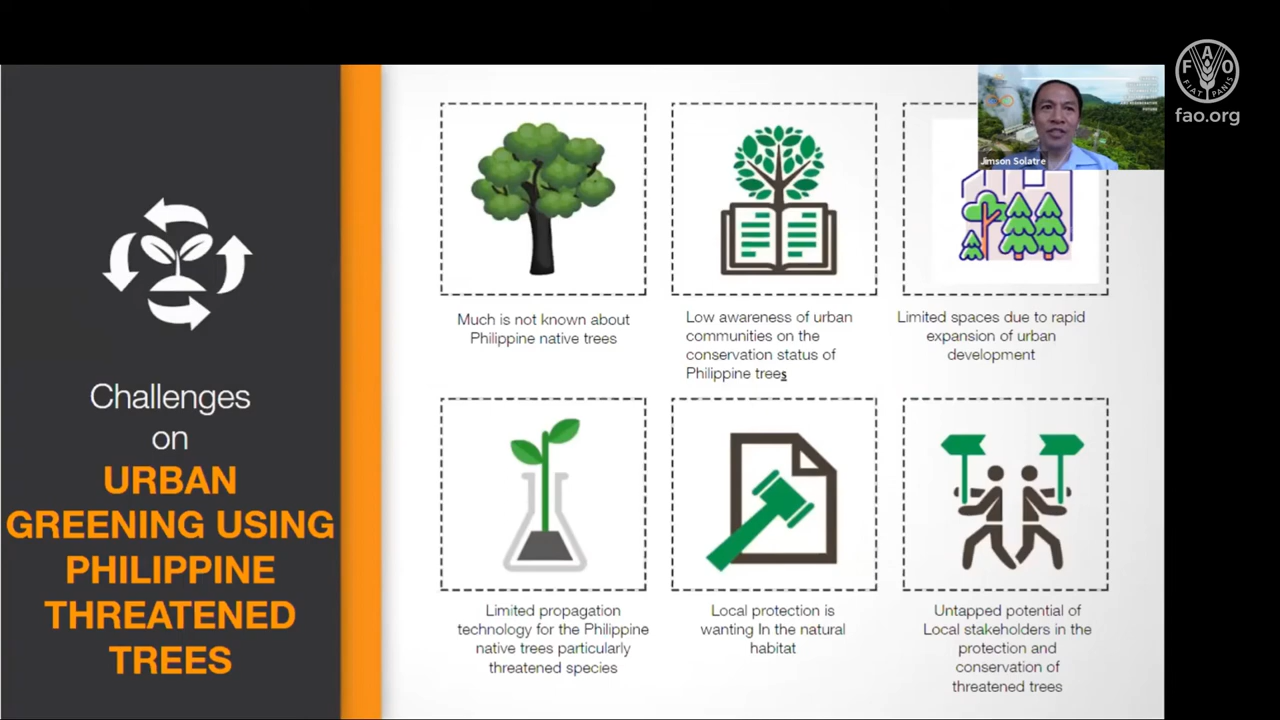 F A O
FIAT PANIS
fao.org
Jimson Solatre
Challenges
on
URBAN
GREENING USING
PHILIPPINE
THREATENED
TREES
Much is not known about
Philippine native trees
Low awareness of urban
communities on the
conservation status of
Philippine trees
Limited spaces due to rapid
expansion of urban
development
Limited propagation
technology for the Philippine
native trees particularly
threatened species
Local protection is
wanting In the natural
habitat
Untapped potential of
Local stakeholders in the
protection and
conservation of
threatened trees